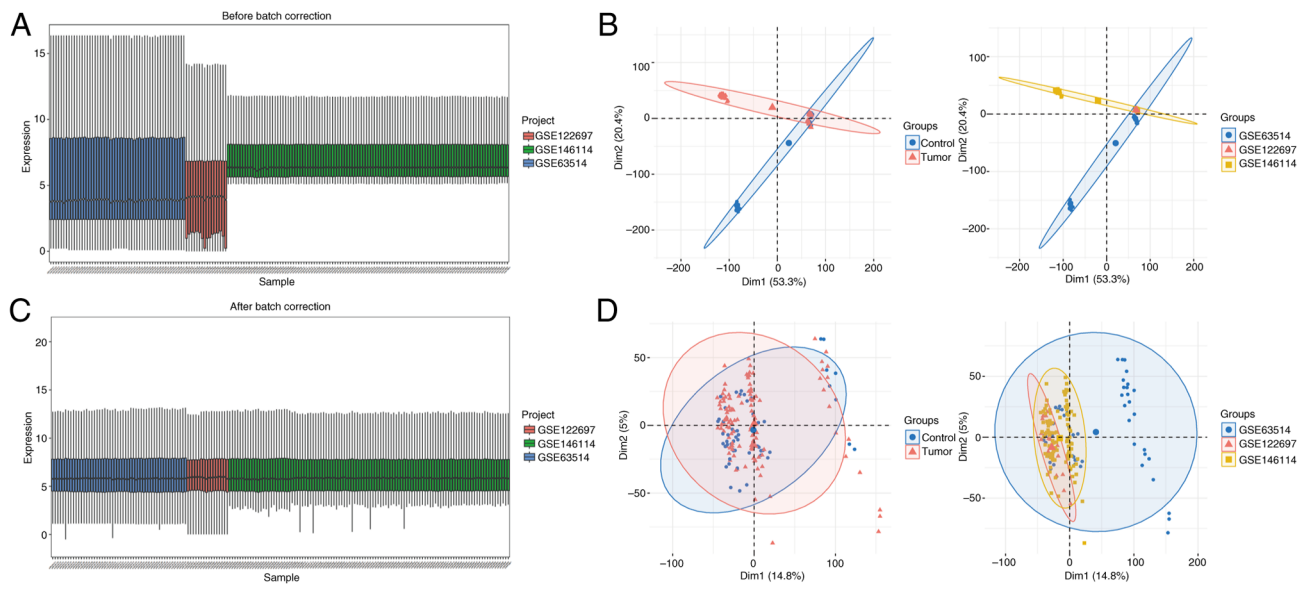 A
Before batch correction
Expression
15
10
5
0
Sample
Project
GSE122697
GSE146114
GSE63514
B
Dim2 (20.4%)
100
0
−100
−200
−200
−100
0
100
200
Dim1 (53.3%)
Groups
Control
Tumor
Dim2 (20.4%)
100
0
−100
−200
−200
−100
0
100
200
Dim1 (53.3%)
Groups
GSE63514
GSE122697
GSE146114
C
After batch correction
Expression
20
15
10
5
0
Sample
Project
GSE122697
GSE146114
GSE63514
D
Dim2 (5%)
50
0
−50
−100
0
100
Dim1 (14.8%)
Groups
Control
Tumor
Dim2 (5%)
50
0
−50
−100
0
100
200
Dim1 (14.8%)
Groups
GSE63514
GSE122697
GSE146114